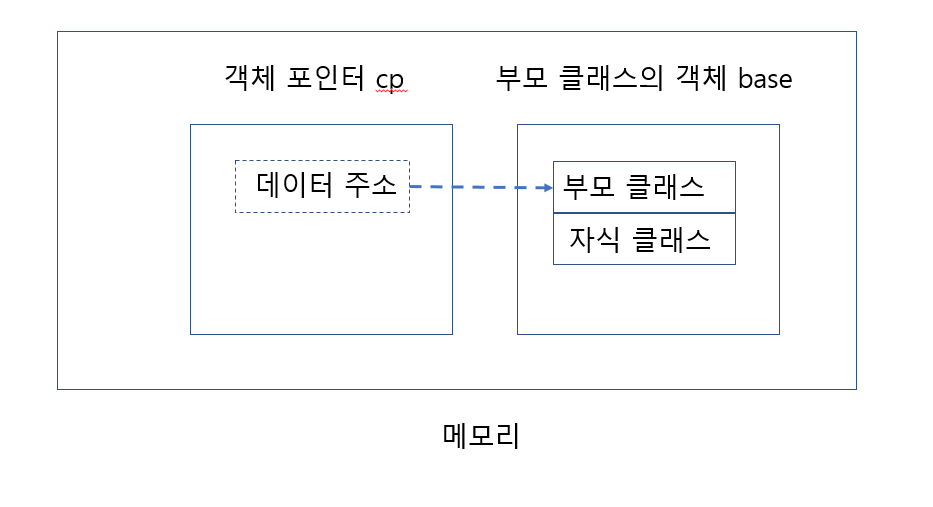 객체 포인터 cp
부모 클래스의 객체 base
데이터 주소
부모 클래스
자식 클래스
메모리